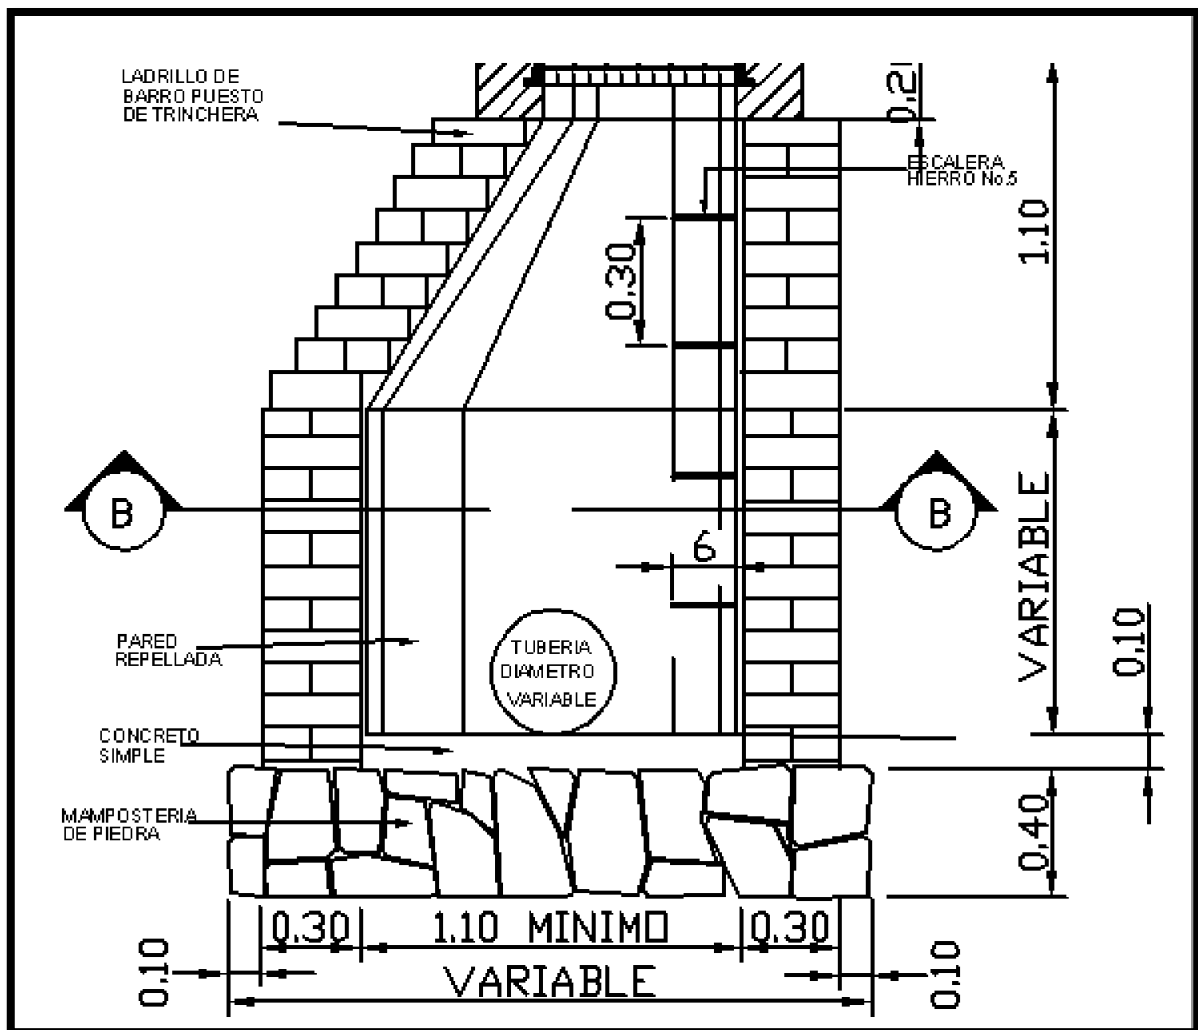 LADRILLO DE
BARRO PUESTO
DE TRINCHERA
0.2
ESCALERA
HIERRO No.5
1.10
0.30
B
B
6
VARIABLE
0.10
PARED
REPELLADA
TUBERIA
DIAMETRO
VARIABLE
CONCRETO
SIMPLE
MAMPOSTERIA
DE PIEDRA
0.40
0.30
1.10 MINIMO
0.30
0.10
VARIABLE
0.10